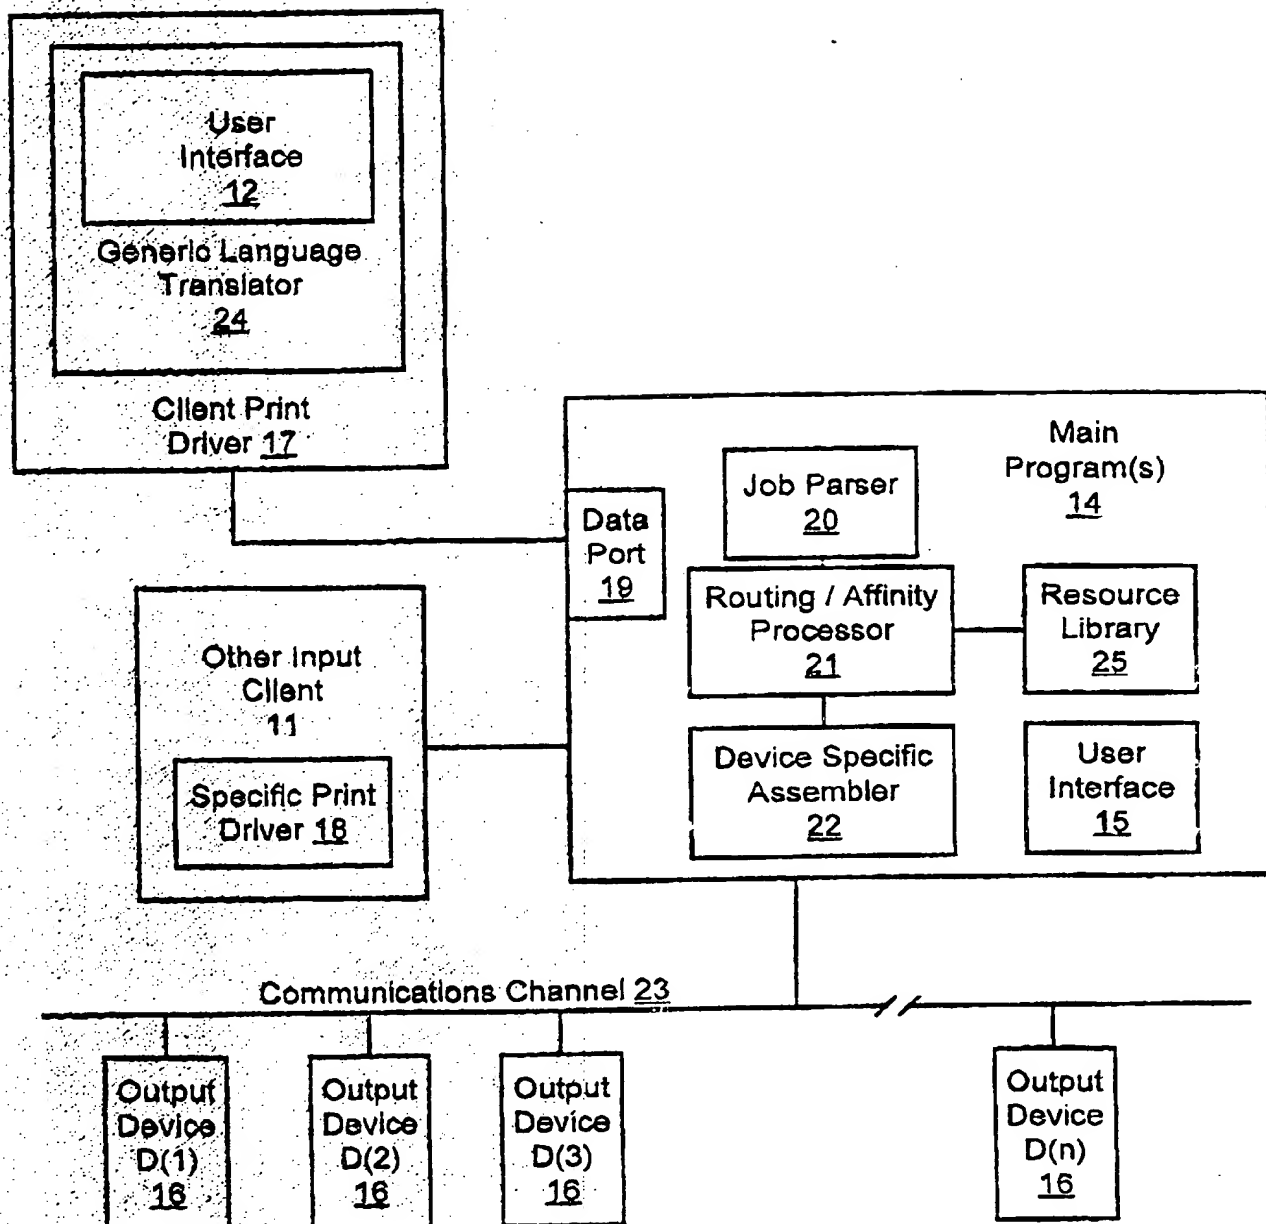 User
Interface
12
Generic Language
Translator
24
Client Print
Driver 17
Main
Program(s)
14
Job Parser
20
Data
Port
19
Routing / Affinity
Processor
21
Resource
Library
25
Other Input
Client
11
Specific Print
Driver 18
Device Specific
Assembler
22
User
Interface
15
Communications Channel 23
Output
Device
D(1)
16
Output
Device
D(2)
16
Output
Device
D(3)
16
Output
Device
D(n)
16